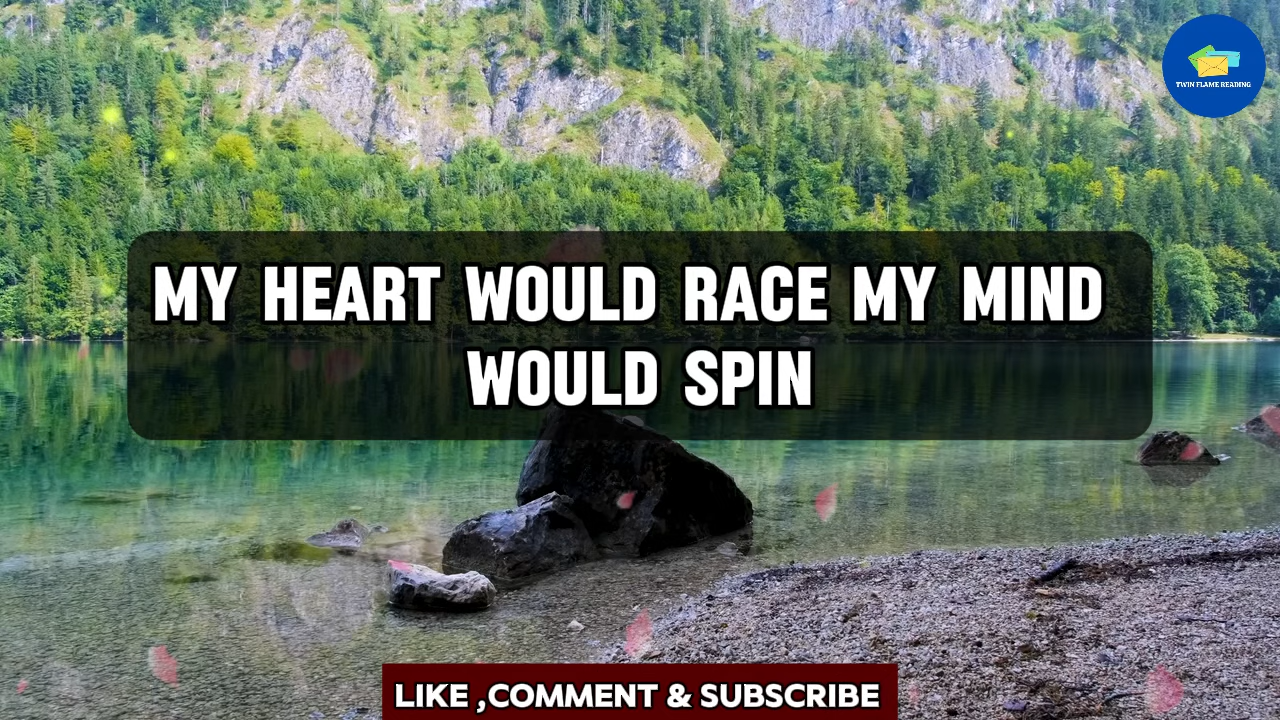 TWIN FLAME READING
MY HEART WOULD RACE MY MIND
WOULD SPIN
LIKE ,COMMENT & SUBSCRIBE